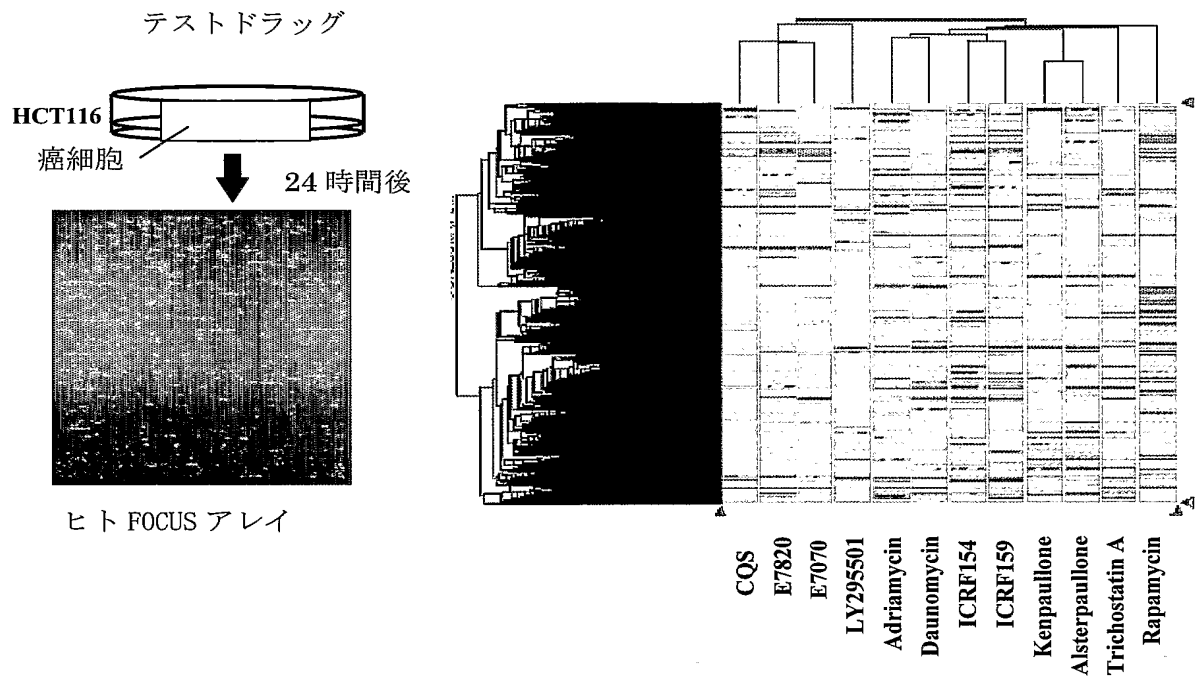 テストドラッグ
HCT116
癌細胞
24 時間後
ヒト FOCUS アレイ
CQS
E7820
E7070
LY295501
Adriamycin
Daunomycin
ICRF154
ICRF159
Kenpaullone
Alsterpaullone
Trichostatin A
Rapamycin